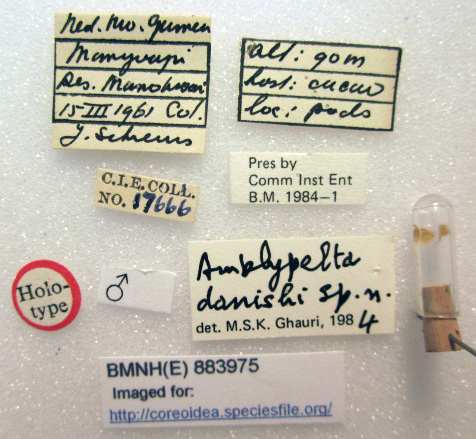 Ned. Nw. Guinea
Momyvapi
Res. Manokwari
15 III 1961 Col.
alt: 90m
host: cacao
loc: pods
Pres by
Comm Inst Ent
B.M. 1984-1
C.I.E. COLL.
NO. 17666
Holo-
type
♂
Amblypelta
danishi sp. n.
det. M.S.K. Ghauri, 1984
BMNH(E) 883975
Imaged for:
http://coreoidea.speciesfile.org/